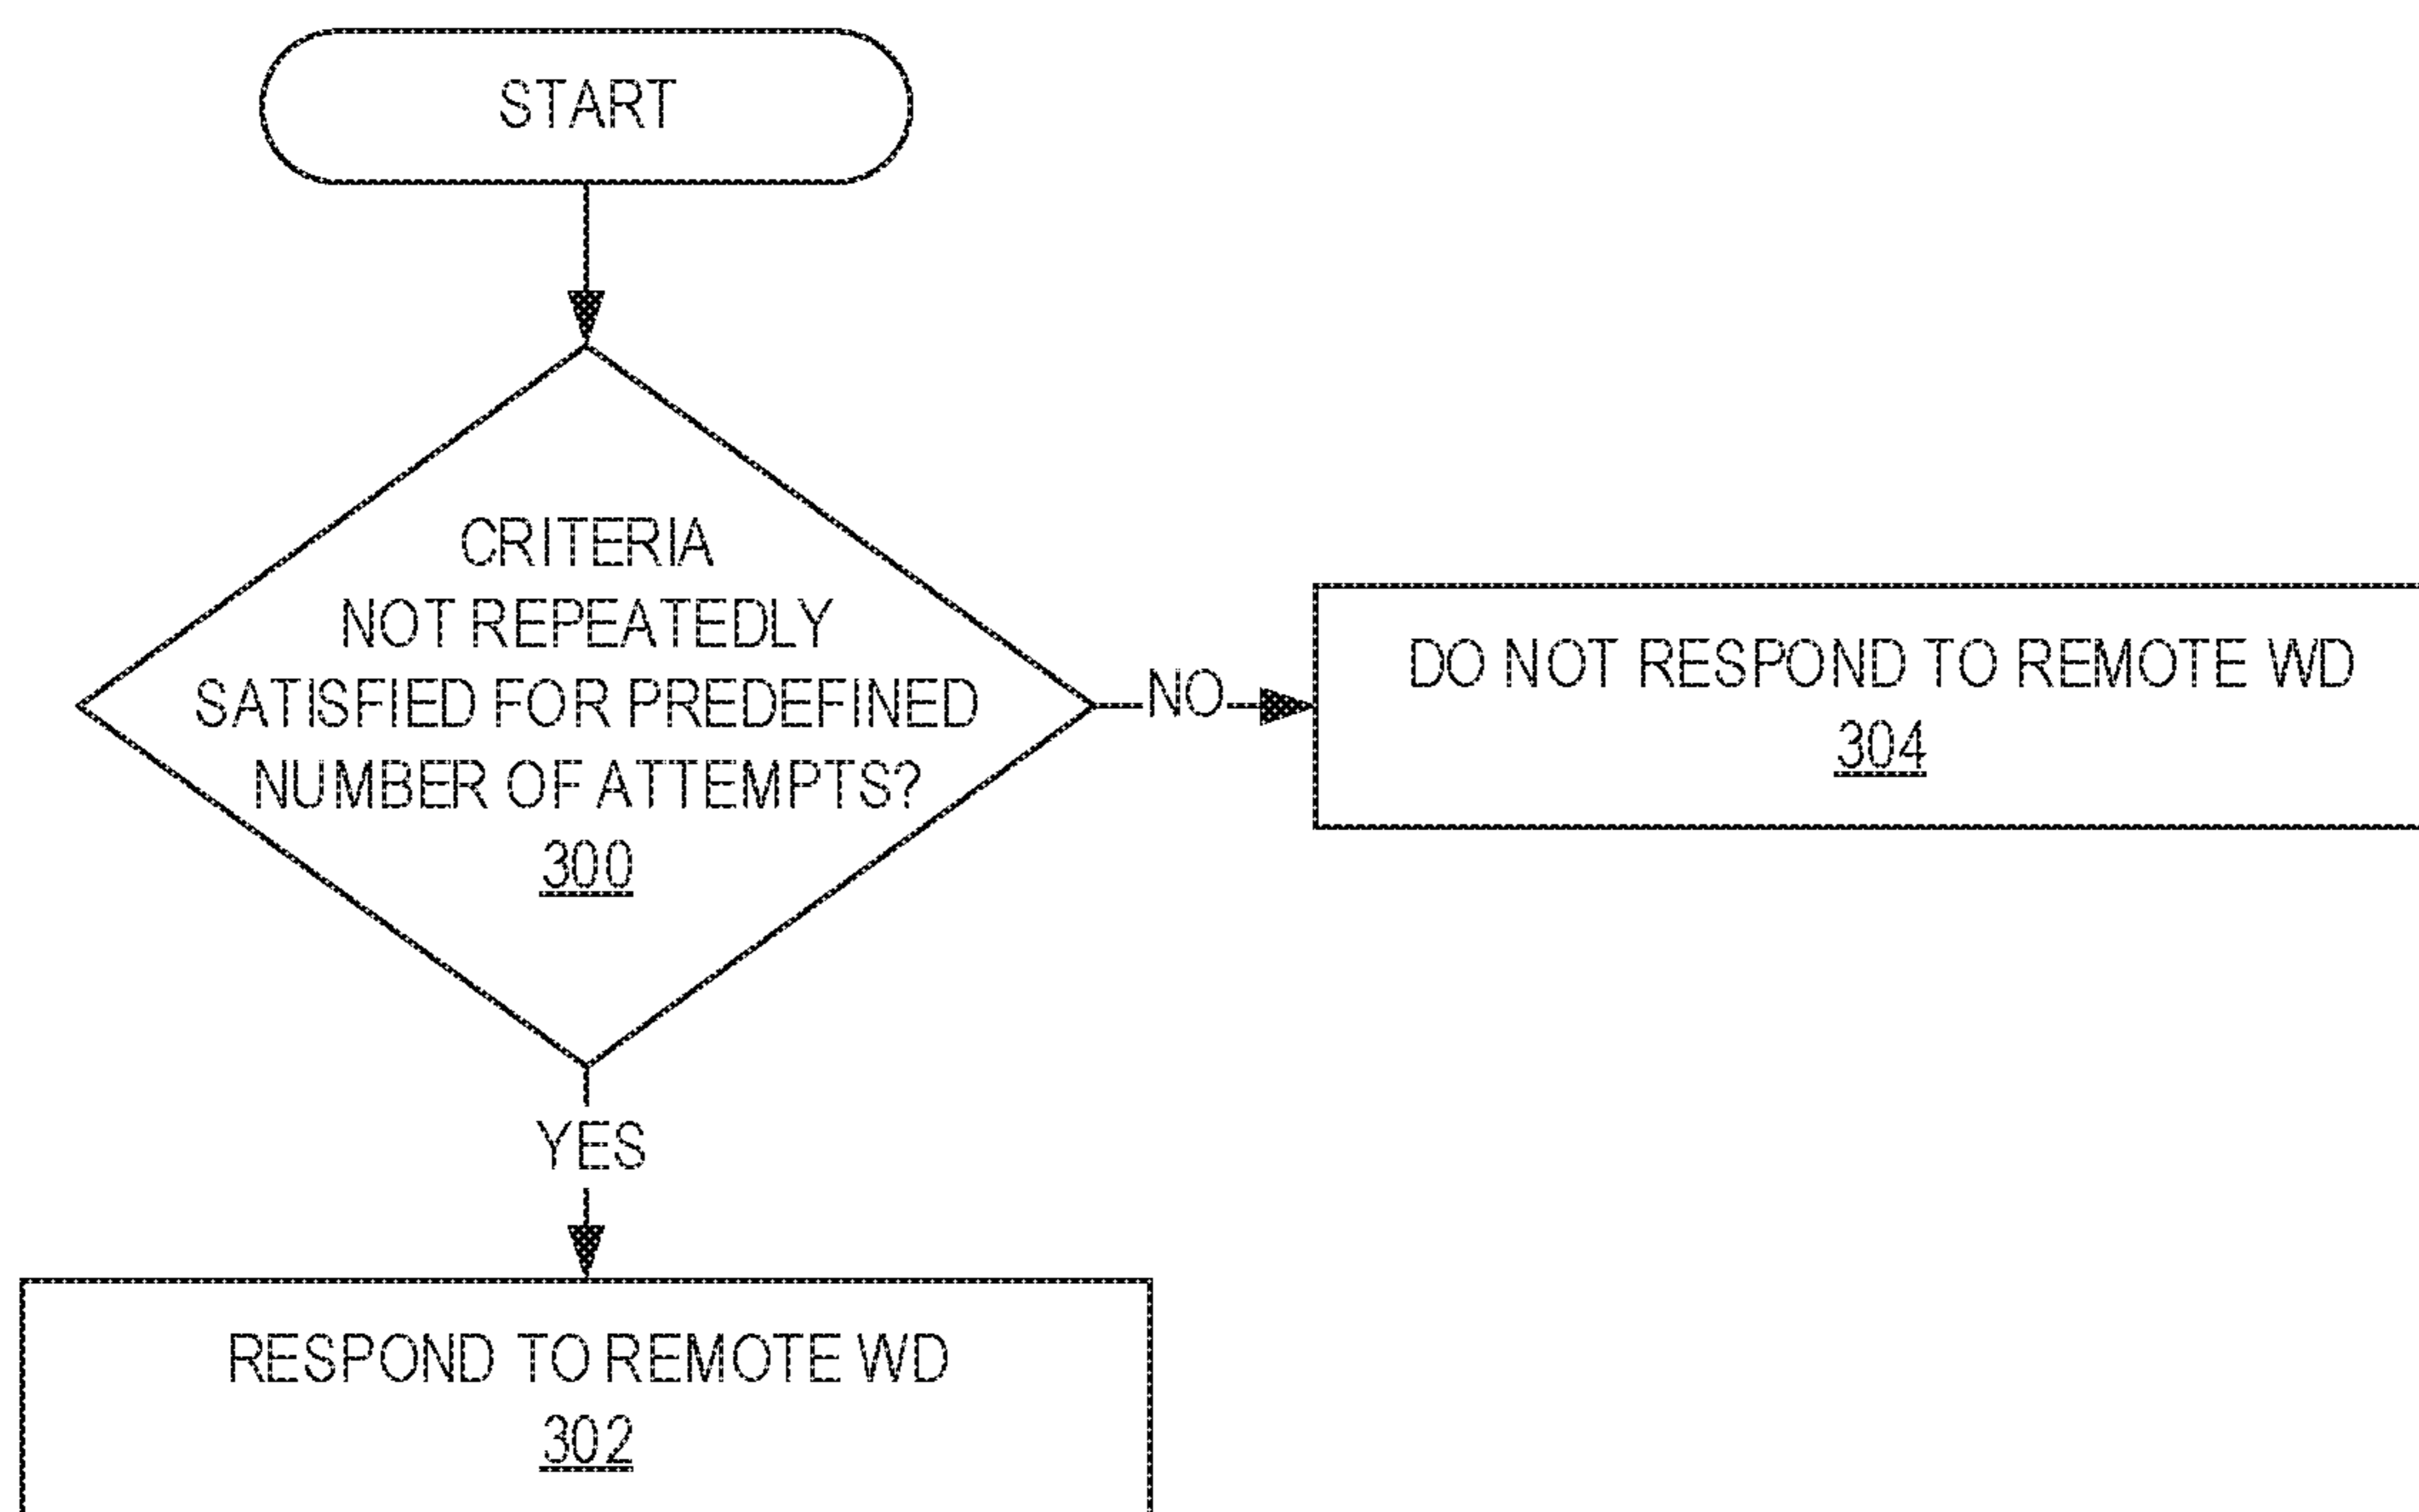 START
CRITERIA
NOT REPEATEDLY
SATISFIED FOR PREDEFINED
NUMBER OF ATTEMPTS?
300
NO
DO NOT RESPOND TO REMOTE WD
304
YES
RESPOND TO REMOTE WD
302